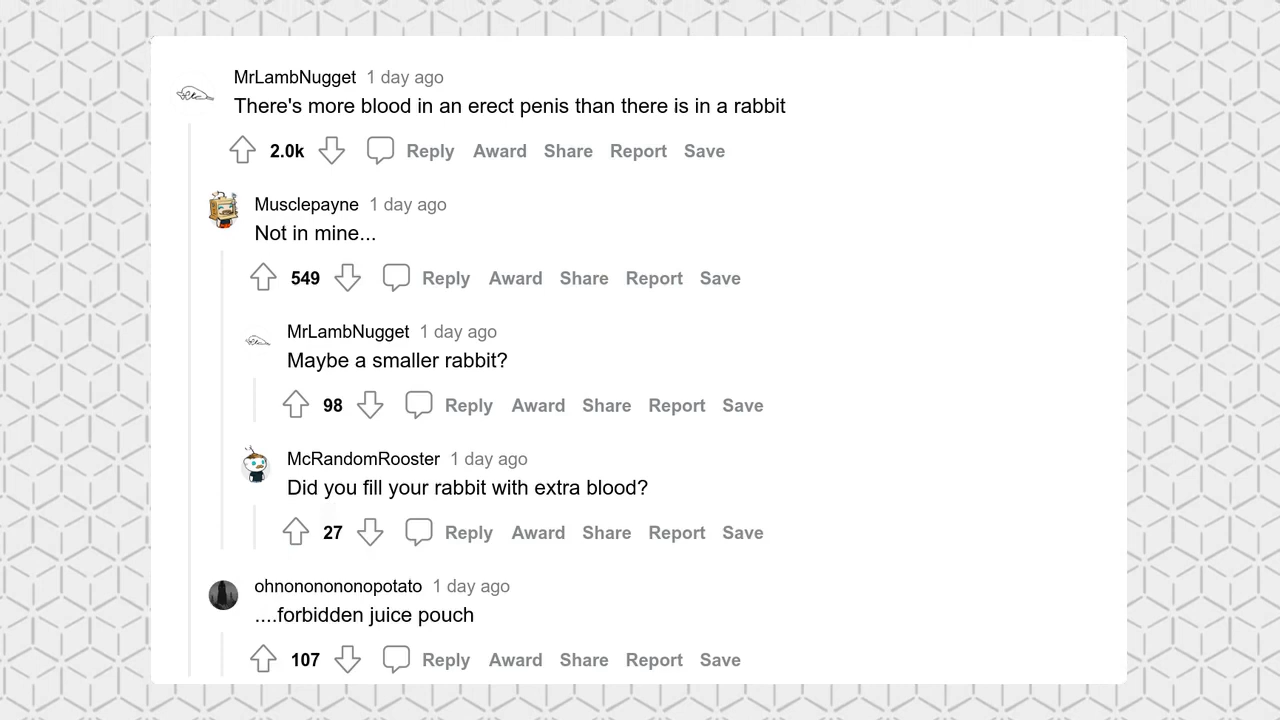 MrLambNugget 1 day ago
There's more blood in an erect penis than there is in a rabbit
2.0k Reply Award Share Report Save
Musclepayne 1 day ago
Not in mine...
549 Reply Award Share Report Save
MrLambNugget 1 day ago
Maybe a smaller rabbit?
98 Reply Award Share Report Save
McRandomRooster 1 day ago
Did you fill your rabbit with extra blood?
27 Reply Award Share Report Save
ohnonononononopotato 1 day ago
....forbidden juice pouch
107 Reply Award Share Report Save